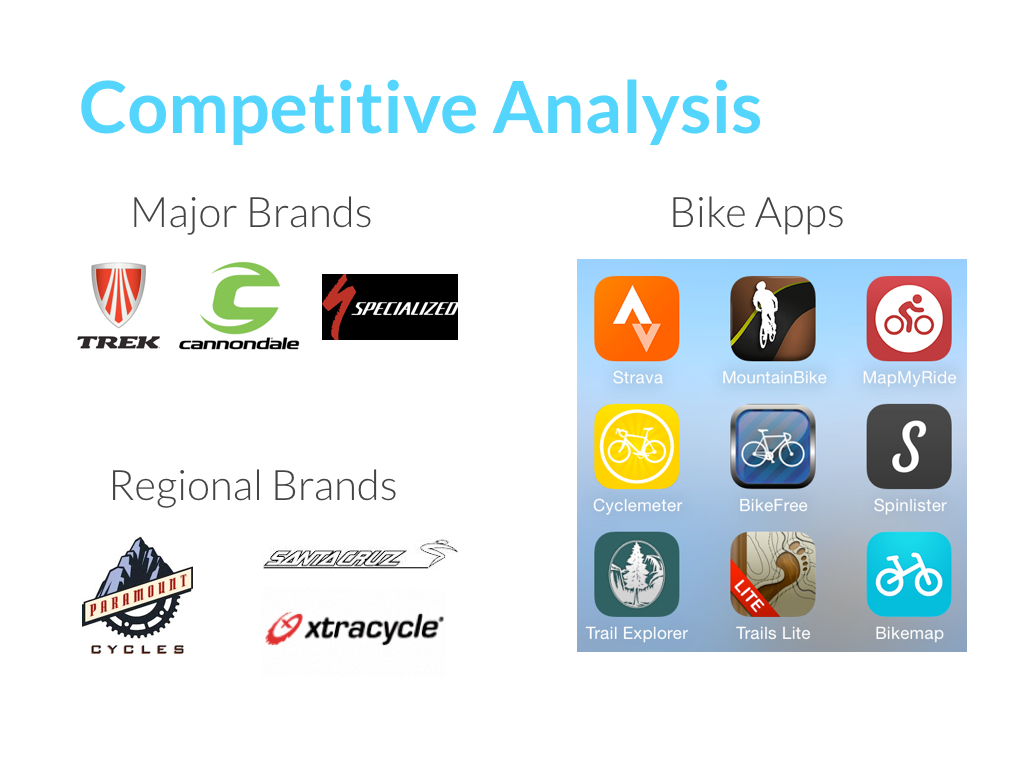 Competitive Analysis
Major Brands
TREK
cannondale
SPECIALIZED
Regional Brands
PARAMOUNT
CYCLES
SANTA CRUZ
xtracycle
Bike Apps
Strava
MountainBike
MapMyRide
Cyclemeter
BikeFree
S
Spinlister
Trail Explorer
LITE
Trails Lite
Bikemap